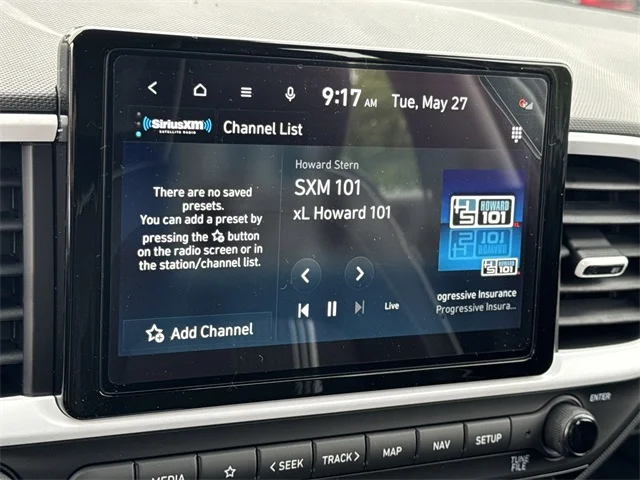 9:17 AM Tue, May 27
SiriusXM
SATELLITE RADIO
Channel List
There are no saved
presets.
You can add a preset by
pressing the button
on the radio screen or in
the station/channel list.
Add Channel
Howard Stern
SXM 101
xL Howard 101
Live
HOWARD
101
HOWARD
101
ogressive Insurance
Progressive Insura...
MEDIA
< SEEK
TRACK >
MAP
NAV
SETUP
TUNE
FILE
ENTER